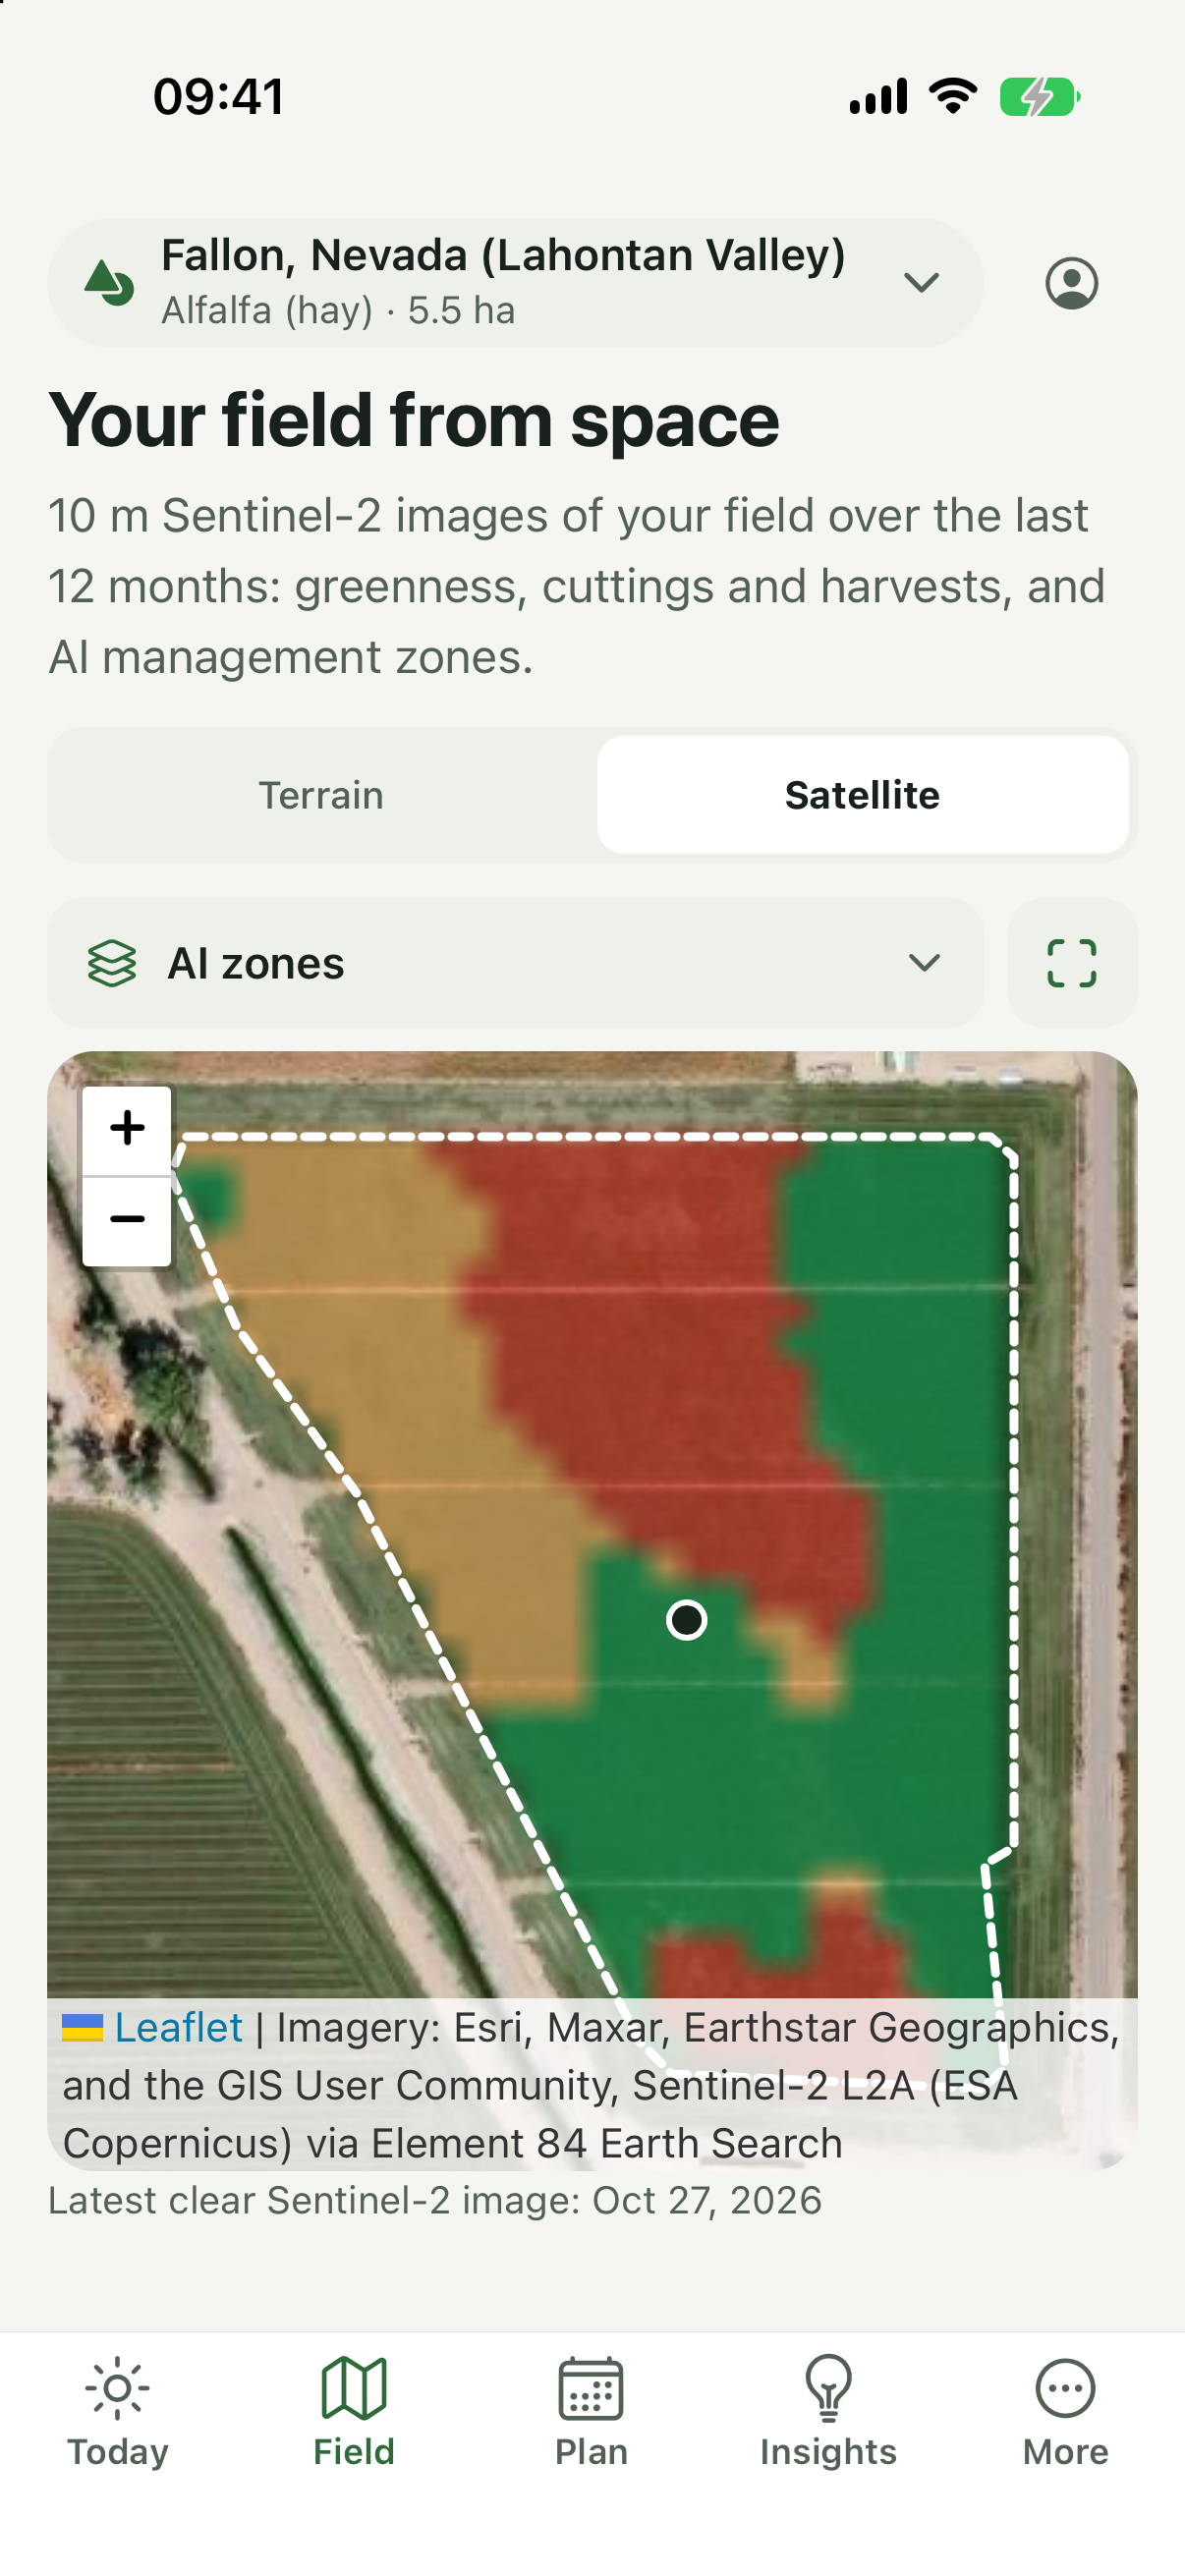 09:41
Fallon, Nevada (Lahontan Valley)
Alfalfa (hay) · 5.5 ha
Your field from space
10 m Sentinel-2 images of your field over the last
12 months: greenness, cuttings and harvests, and
AI management zones.
Terrain
Satellite
AI zones
+
−
Leaflet | Imagery: Esri, Maxar, Earthstar Geographics,
and the GIS User Community, Sentinel-2 L2A (ESA
Copernicus) via Element 84 Earth Search
Latest clear Sentinel-2 image: Oct 27, 2026
Today
Field
Plan
Insights
More